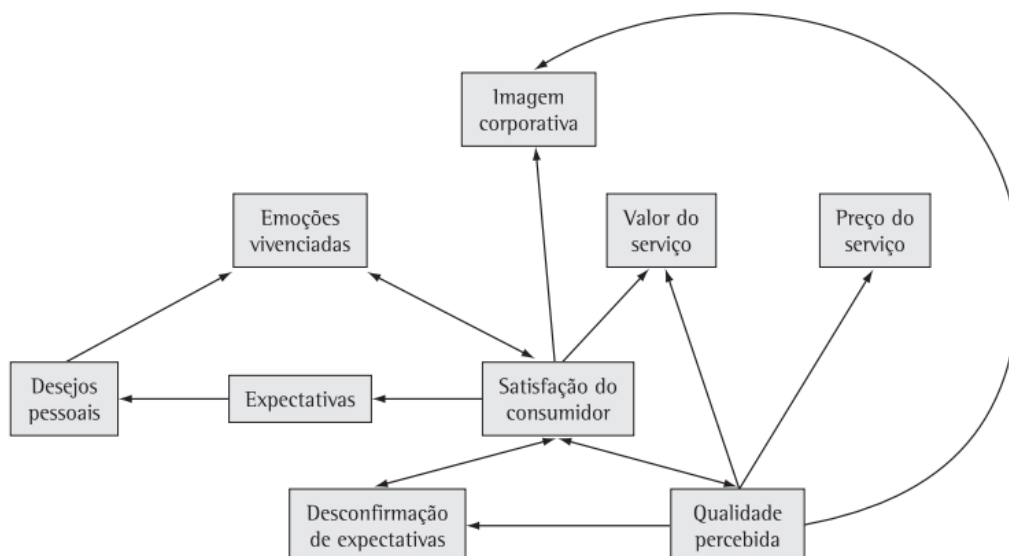 Imagem
corporativa
Emoções
vivenciadas
Valor do
serviço
Preço do
serviço
Desejos
pessoais
Expectativas
Satisfação do
consumidor
Desconfirmação
de expectativas
Qualidade
percebida